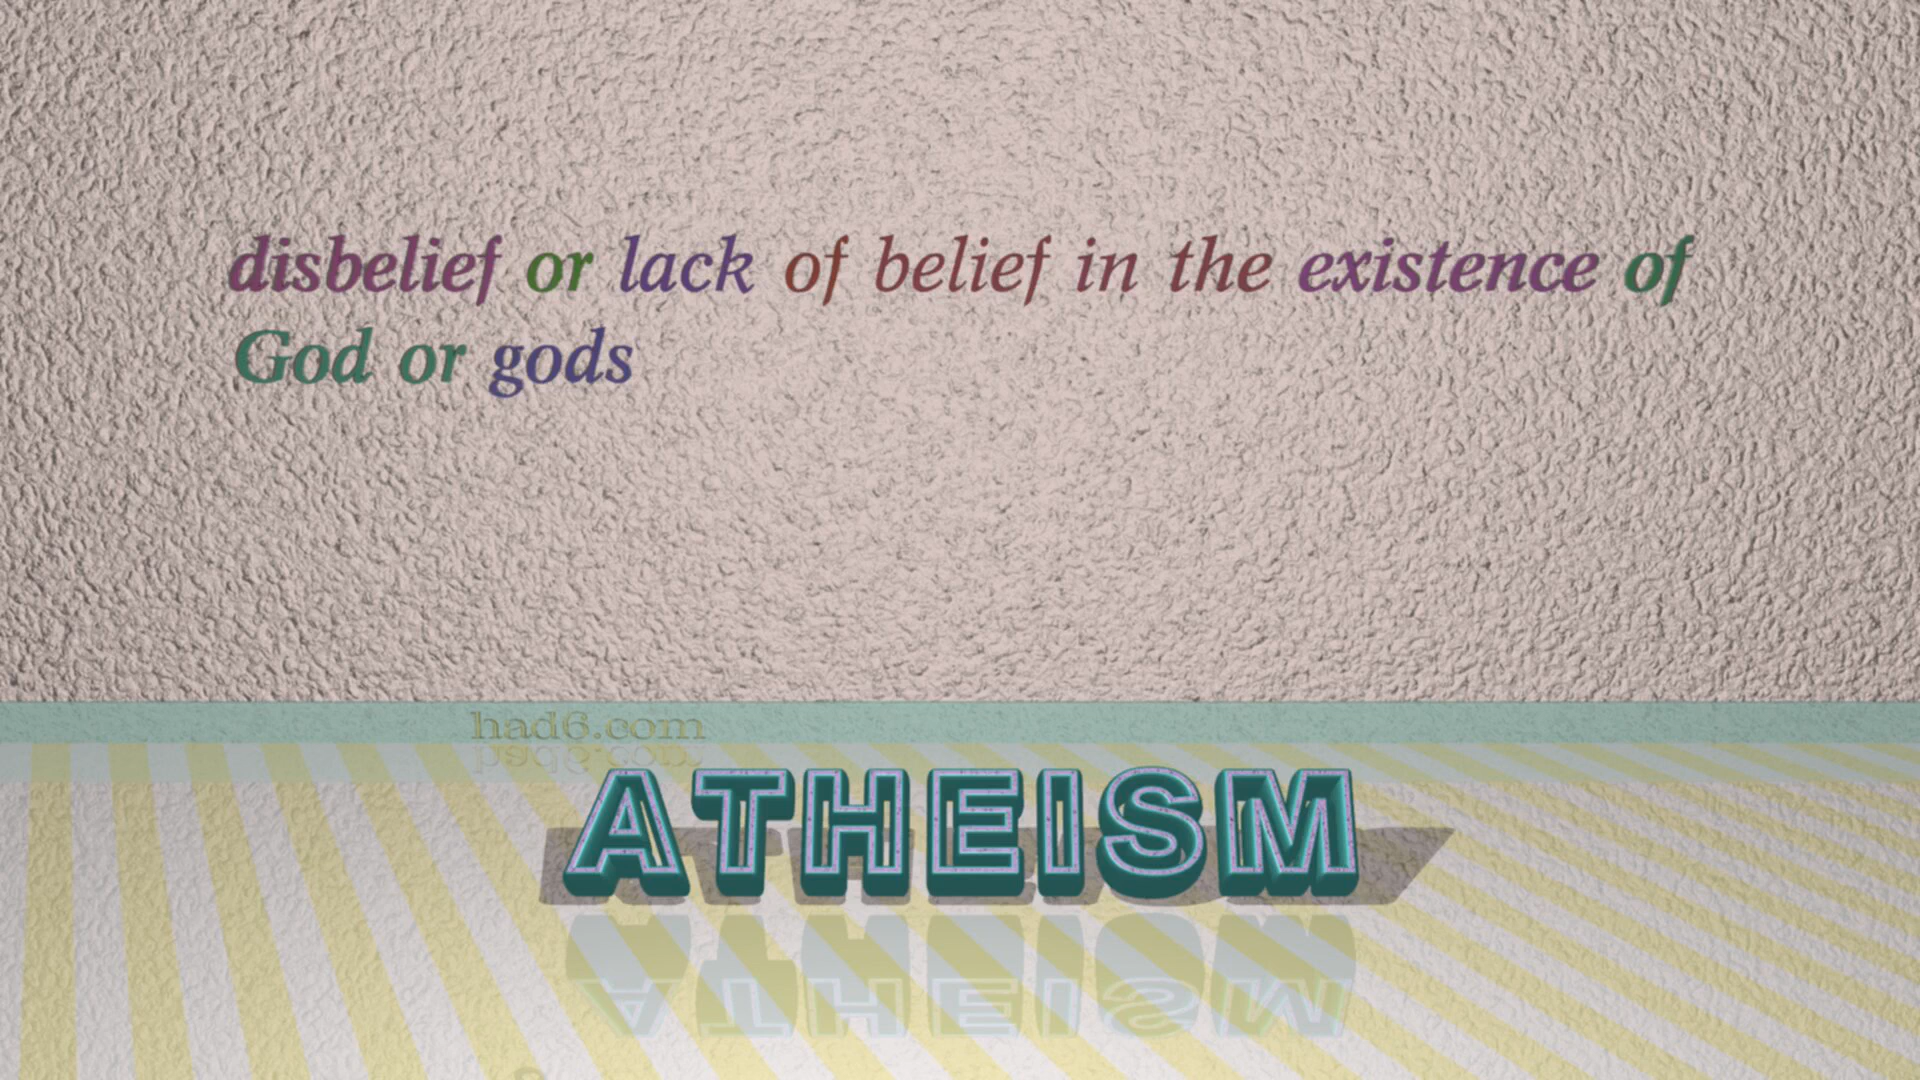 disbelief or lack of belief in the existence of
God or gods
had6.com
ATHEISM